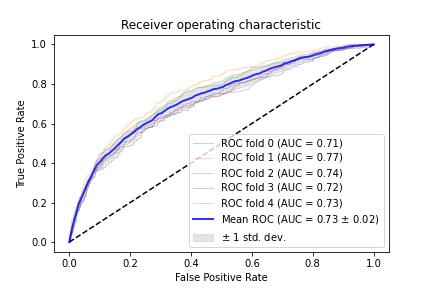 Receiver operating characteristic
1.0
0.8
0.6
0.4
0.2
0.0
True Positive Rate
ROC fold 0 (AUC = 0.71)
ROC fold 1 (AUC = 0.77)
ROC fold 2 (AUC = 0.74)
ROC fold 3 (AUC = 0.72)
ROC fold 4 (AUC = 0.73)
Mean ROC (AUC = 0.73 ± 0.02)
± 1 std. dev.
0.0 0.2 0.4 0.6 0.8 1.0
False Positive Rate